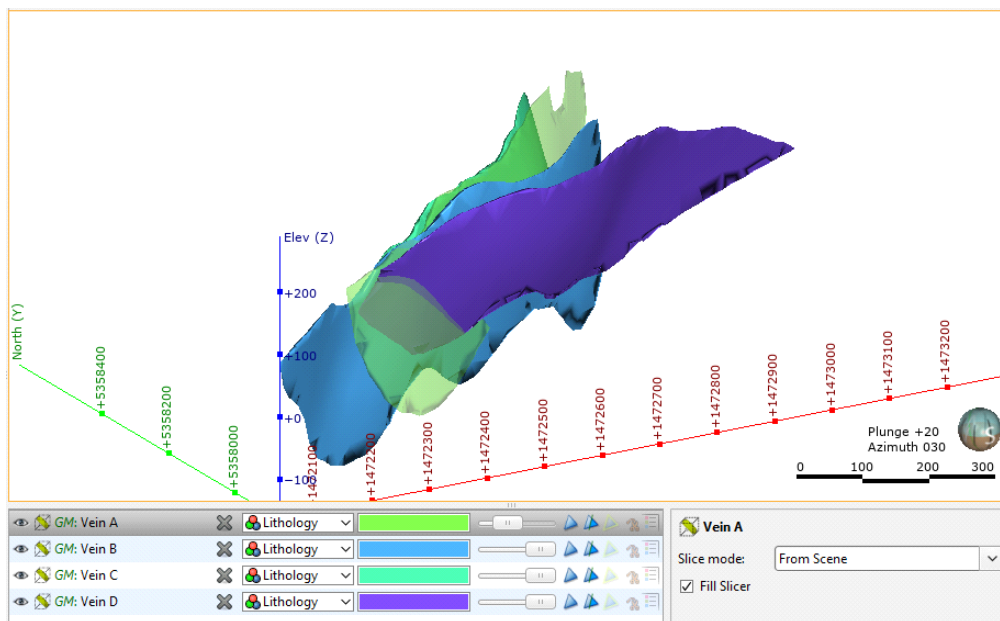 Elev (Z)
+200
+100
+0
-100
North (Y)
+5358400
+5358200
+5358000
+1472100
+1472200
+1472300
+1472400
+1472500
+1472600
+1472700
+1472800
+1472900
+1473000
+1473100
+1473200
Plunge +20
Azimuth 030
S
0 100 200 300
GM: Vein A Lithology
GM: Vein B Lithology
GM: Vein C Lithology
GM: Vein D Lithology
Vein A
Slice mode: From Scene
Fill Slicer